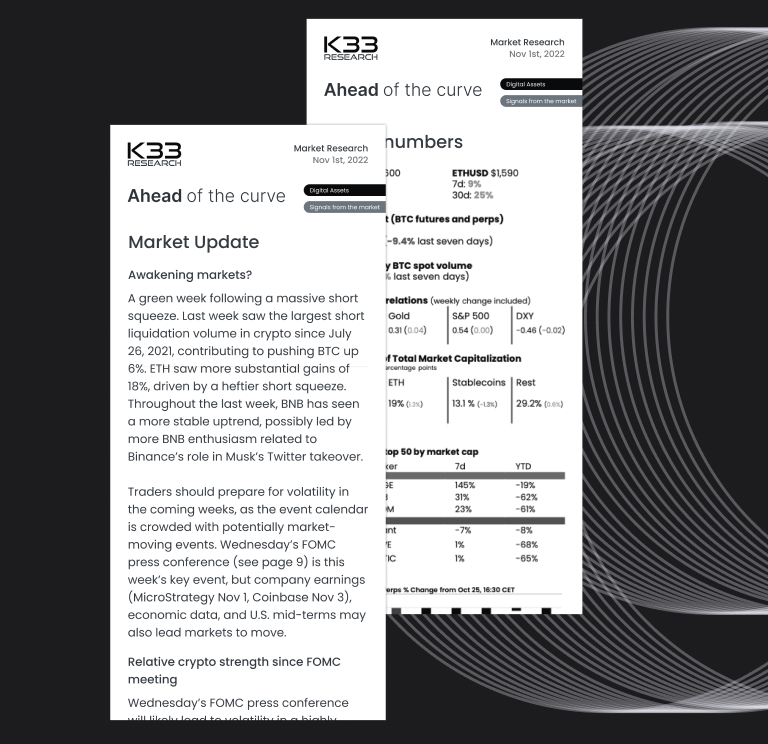 K33
RESEARCH
Market Research
Nov 1st, 2022
Ahead of the curve
Digital Assets
Signals from the market
numbers
600
ETHUSD $1,590
7d: 9%
30d: 25%
t (BTC futures and perps)
(-9.4% last seven days)
y BTC spot volume
% last seven days)
relations (weekly change included)
Gold S&P 500 DXY
0.31 (0.04) 0.54 (0.00) -0.46 (-0.02)
of Total Market Capitalization
ercentage points
ETH Stablecoins Rest
19% 13.1 % (-1.3%) 29.2% (0.6%)
top 50 by market cap
ker 7d YTD
GE 145% -19%
31% -62%
OM 23% -61%
ant -7% -8%
VE 1% -68%
TIC 1% -65%
Perps % Change from Oct 25, 16:30 CET
K33
RESEARCH
Market Research
Nov 1st, 2022
Ahead of the curve
Digital Assets
Signals from the market
Market Update
Awakening markets?
A green week following a massive short
squeeze. Last week saw the largest short
liquidation volume in crypto since July
26, 2021, contributing to pushing BTC up
6%. ETH saw more substantial gains of
18%, driven by a heftier short squeeze.
Throughout the last week, BNB has seen
a more stable uptrend, possibly led by
more BNB enthusiasm related to
Binance's role in Musk's Twitter takeover.
Traders should prepare for volatility in
the coming weeks, as the event calendar
is crowded with potentially market-
moving events. Wednesday's FOMC
press conference (see page 9) is this
week's key event, but company earnings
(MicroStrategy Nov 1, Coinbase Nov 3),
economic data, and U.S. mid-terms may
also lead markets to move.
Relative crypto strength since FOMC
meeting
Wednesday's FOMC press conference
will likely lead to volatility in a highly